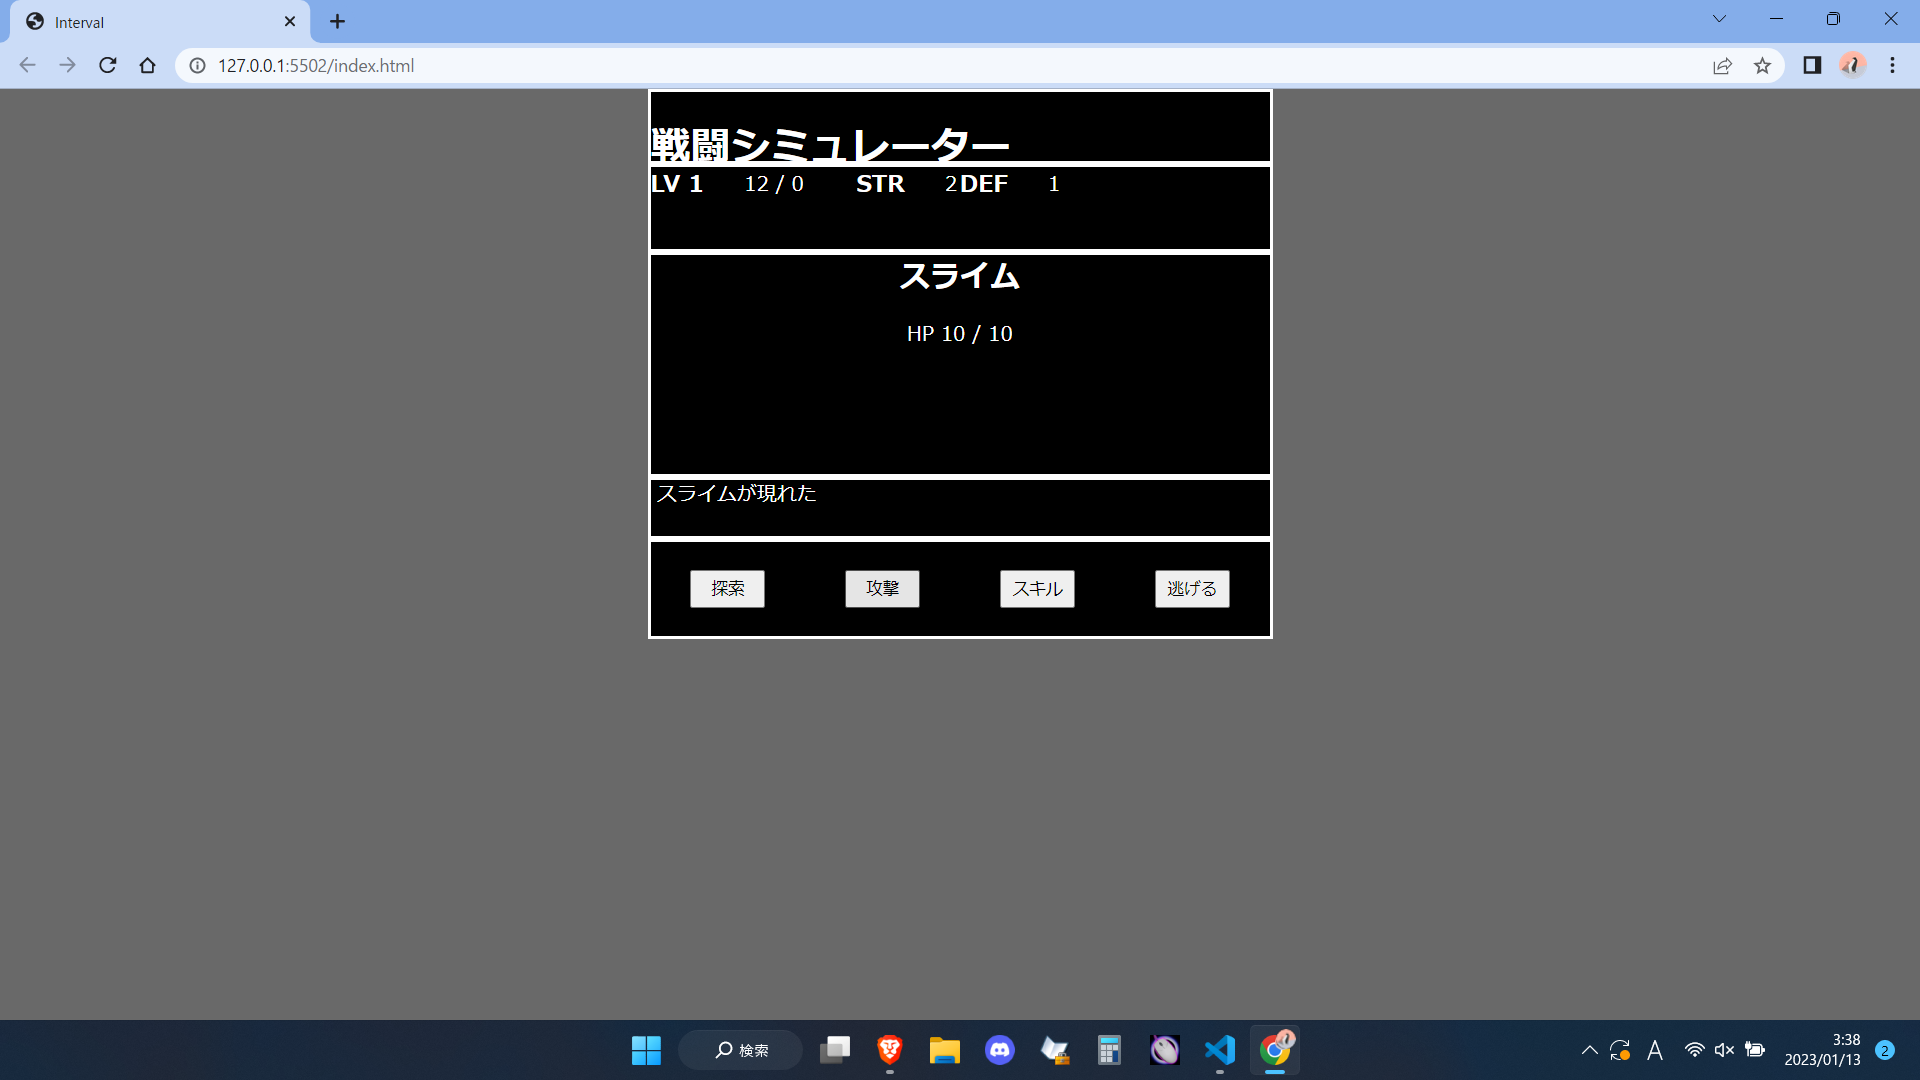 Interval
127.0.0.1:5502/index.html
戦闘シミュレーター
LV 1 12 / 0 STR 2 DEF 1
スライム
HP 10 / 10
スライムが現れた
探索 攻撃 スキル 逃げる
検索
A
3:38
2023/01/13
2